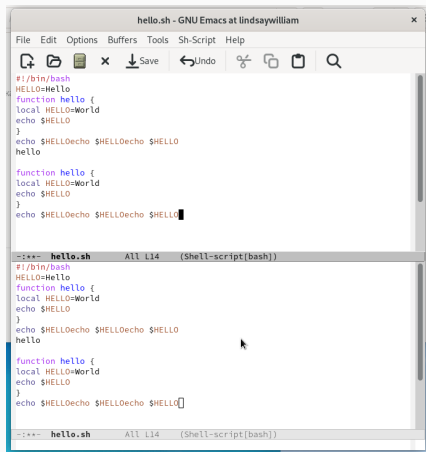 hello.sh - GNU Emacs at lindsaywilliam ×
File Edit Options Buffers Tools Sh-Script Help
Save Undo
#!/bin/bash
HELLO=Hello
function hello {
local HELLO=World
echo $HELLO
}
echo $HELLOecho $HELLOecho $HELLO
hello

function hello {
local HELLO=World
echo $HELLO
}
echo $HELLOecho $HELLOecho $HELLO
-:**- hello.sh All L14 (Shell-script[bash])
#!/bin/bash
HELLO=Hello
function hello {
local HELLO=World
echo $HELLO
}
echo $HELLOecho $HELLOecho $HELLO
hello

function hello {
local HELLO=World
echo $HELLO
}
echo $HELLOecho $HELLOecho $HELLO
-:**- hello.sh All L14 (Shell-script[bash])